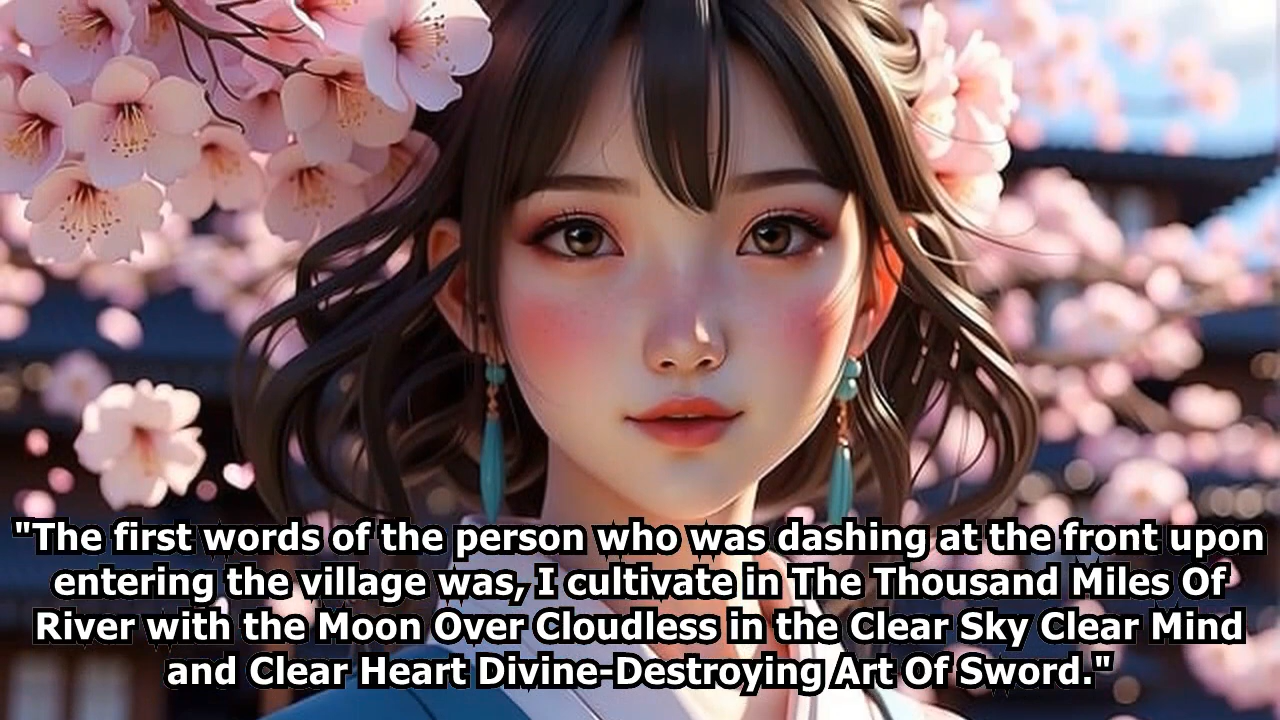 "The first words of the person who was dashing at the front upon
entering the village was, I cultivate in The Thousand Miles Of
River with the Moon Over Cloudless in the Clear Sky Clear Mind
and Clear Heart Divine-Destroying Art Of Sword."